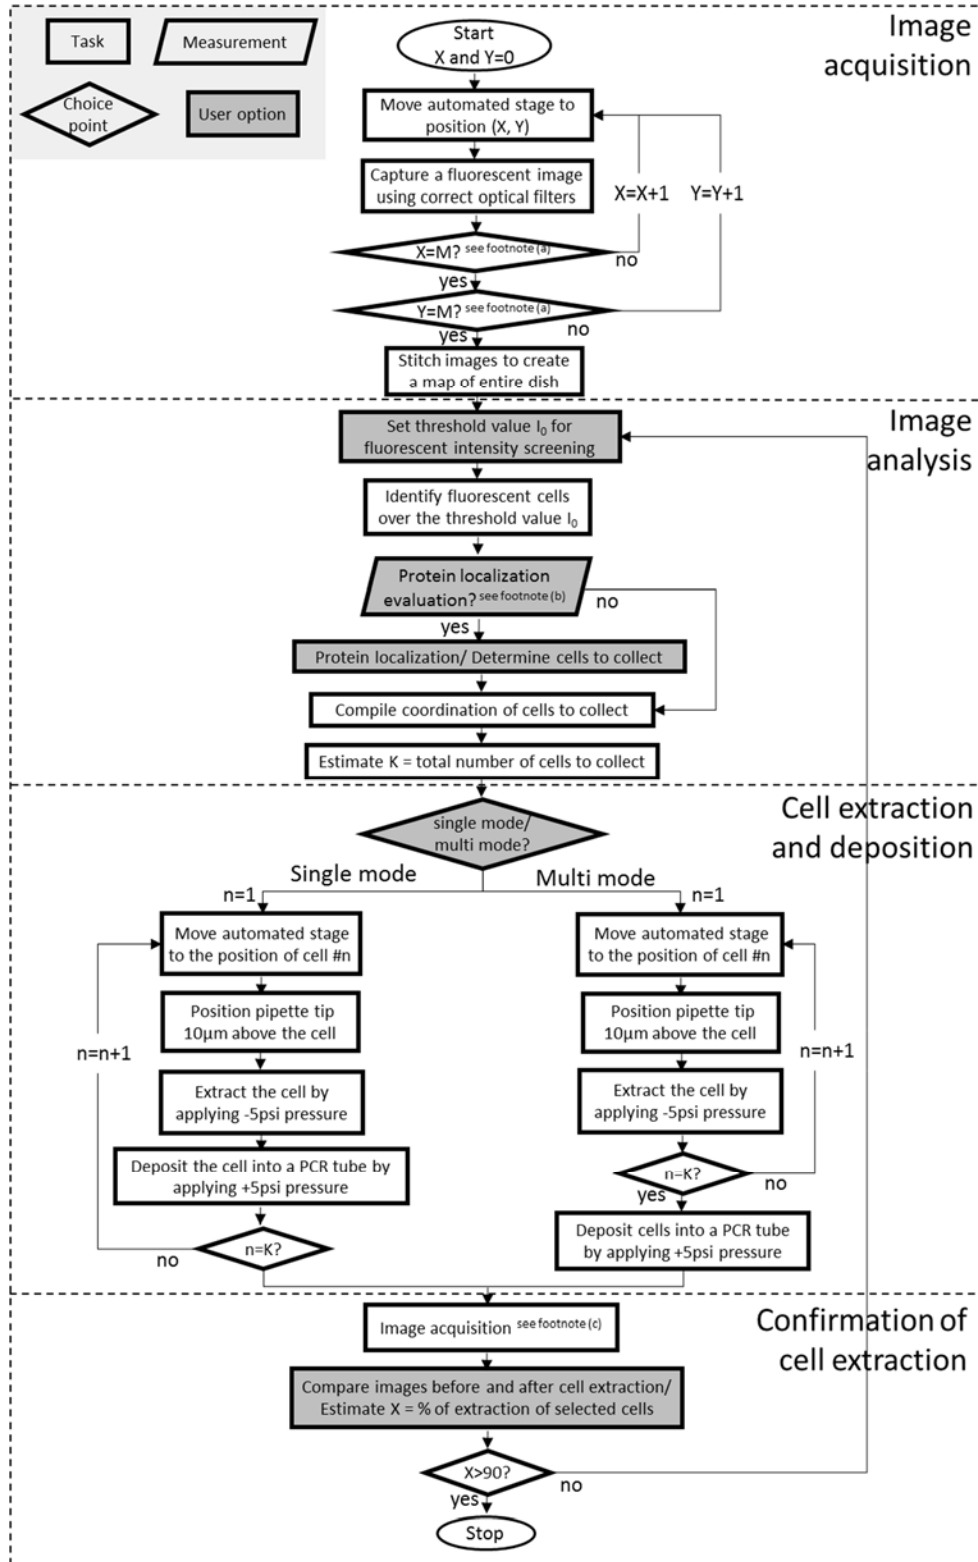 Task
Measurement
Choice
point
User option
Image
acquisition
Start
X and Y=0
Move automated stage to
position (X, Y)
Capture a fluorescent image
using correct optical filters
X=X+1
Y=Y+1
X=M? see footnote (a)
no
yes
Y=M? see footnote (a)
no
yes
Stitch images to create
a map of entire dish
Image
analysis
Set threshold value I0 for
fluorescent intensity screening
Identify fluorescent cells
over the threshold value I0
Protein localization
evaluation? see footnote (b)
no
yes
Protein localization/ Determine cells to collect
Compile coordination of cells to collect
Estimate K = total number of cells to collect
Cell extraction
and deposition
single mode/
multi mode?
Single mode
Multi mode
n=1
n=1
Move automated stage
to the position of cell #n
Position pipette tip
10µm above the cell
n=n+1
Extract the cell by
applying -5psi pressure
Deposit the cell into a PCR tube by
applying +5psi pressure
n=K?
no
Move automated stage
to the position of cell #n
Position pipette tip
10µm above the cell
n=n+1
Extract the cell by
applying -5psi pressure
n=K?
no
yes
Deposit cells into a PCR tube
by applying +5psi pressure
Confirmation of
cell extraction
Image acquisition see footnote (c)
Compare images before and after cell extraction/
Estimate X = % of extraction of selected cells
X>90?
no
yes
Stop